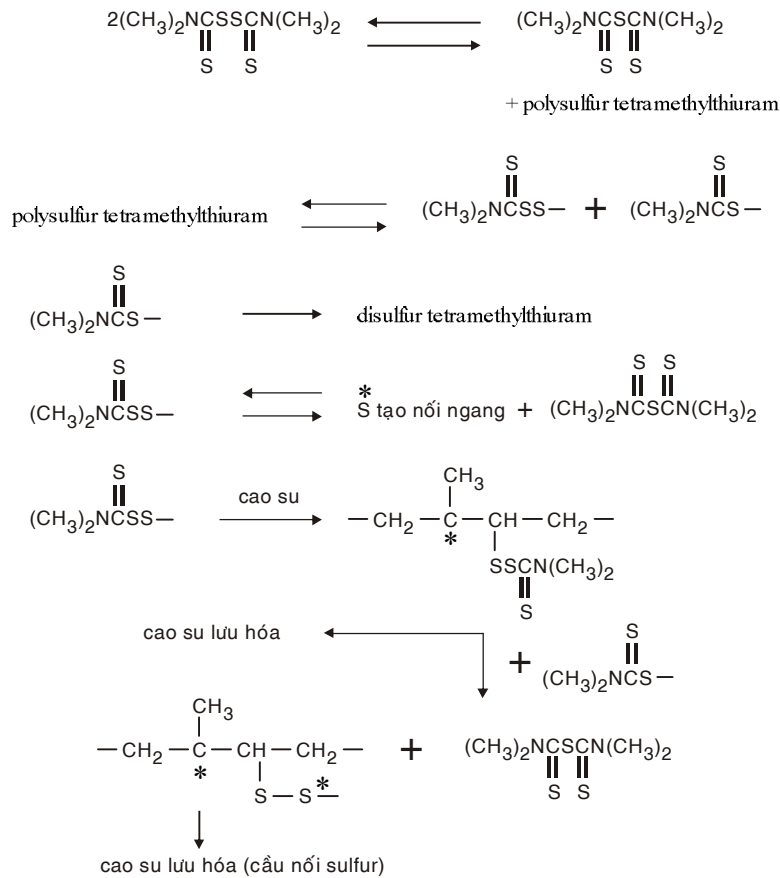 2(CH₃)₂NCSSCN(CH₃)₂ ⇌ (CH₃)₂NCSCN(CH₃)₂
S S S S
+ polysulfur tetramethylthiuram
S S
polysulfur tetramethylthiuram ⇌ (CH₃)₂NCSS— + (CH₃)₂NCS—
S
(CH₃)₂NCS— → disulfur tetramethylthiuram
S * S S
(CH₃)₂NCSS— ⇌ S tạo nối ngang + (CH₃)₂NCSCN(CH₃)₂
S CH₃
(CH₃)₂NCSS— cao su → —CH₂—C—CH—CH₂—
*
SSCN(CH₃)₂
S
cao su lưu hóa + S
(CH₃)₂NCS—
CH₃
—CH₂—C—CH—CH₂— + (CH₃)₂NCSCN(CH₃)₂
* S—S*— S S
cao su lưu hóa (cầu nối sulfur)